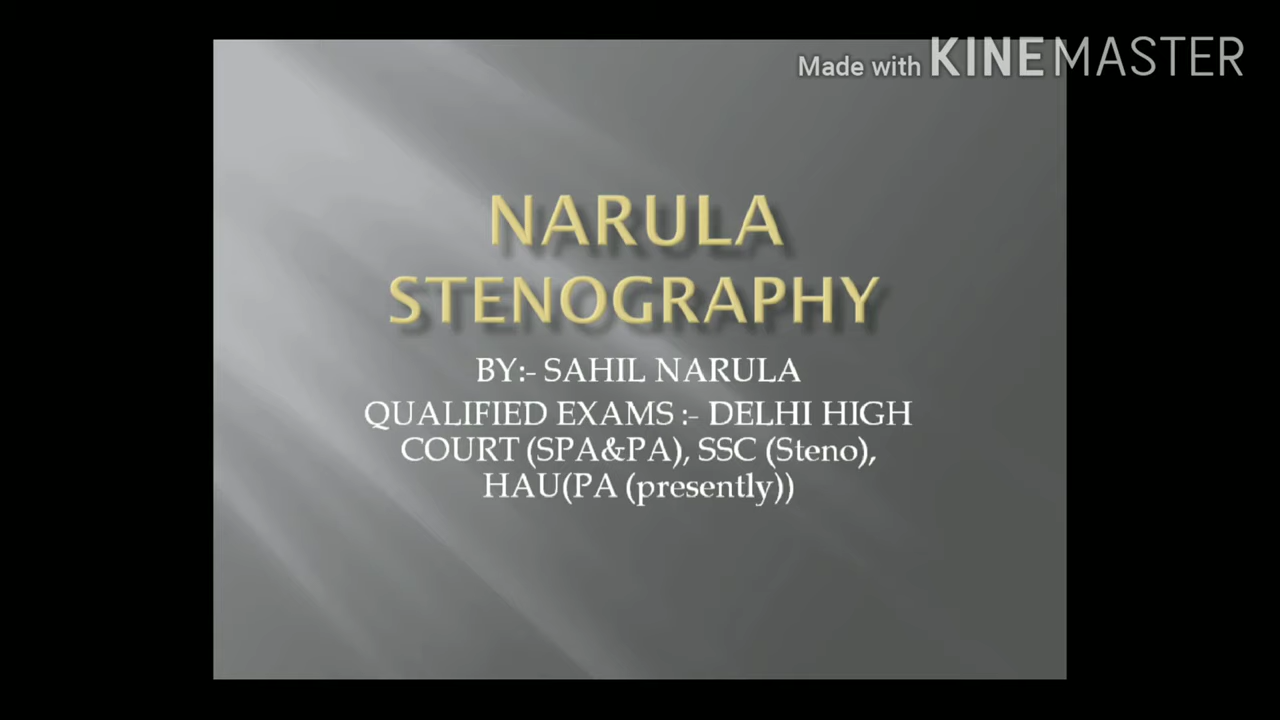 Made with KINEMASTER
NARULA
STENOGRAPHY
BY:- SAHIL NARULA
QUALIFIED EXAMS :- DELHI HIGH
COURT (SPA&PA), SSC (Steno),
HAU(PA (presently))